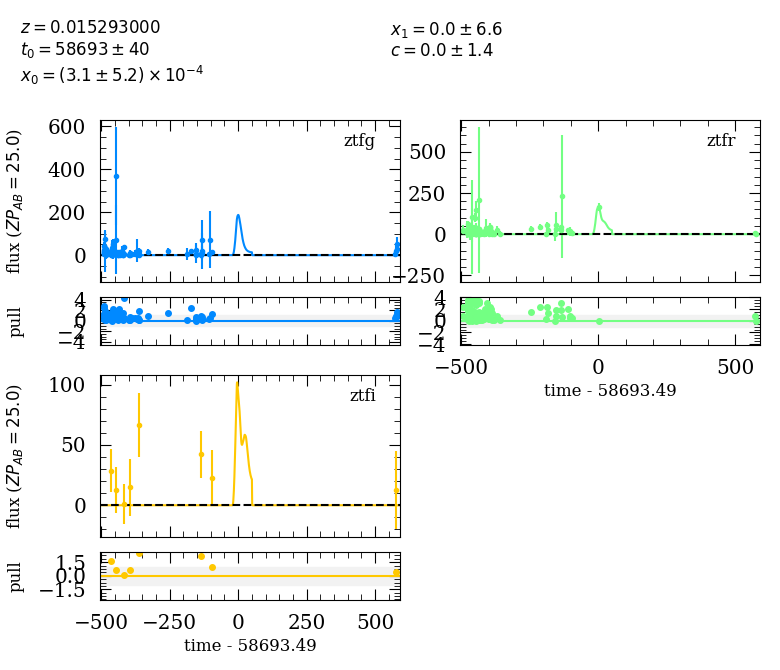 z = 0.015293000
t₀ = 58693 ± 40
x₀ = (3.1 ± 5.2) × 10⁻⁴
x₁ = 0.0 ± 6.6
c = 0.0 ± 1.4
ztfg
flux (ZP_AB = 25.0)
600
400
200
0
ztfr
500
250
0
−250
pull
4
2
0
−2
−4
4
2
0
−2
−4
−500
0
500
time - 58693.49
ztfi
flux (ZP_AB = 25.0)
100
50
0
pull
1.5
0.0
−1.5
−500
−250
0
250
500
time - 58693.49